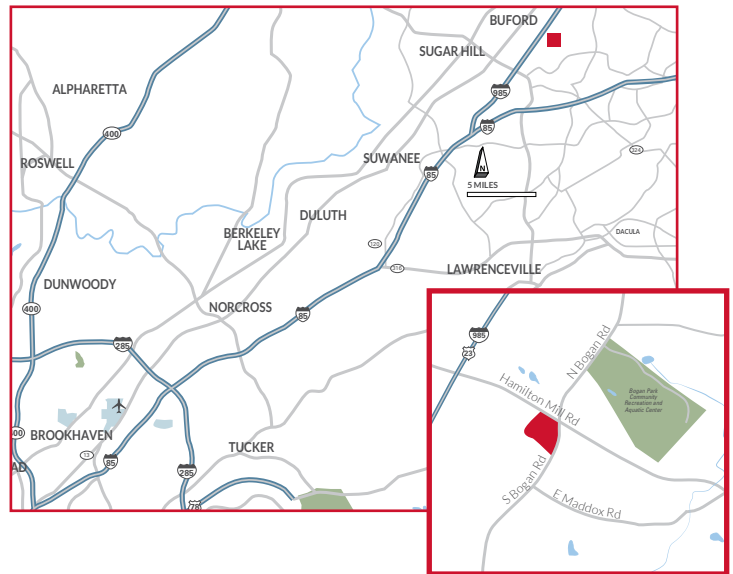 BUFORD
SUGAR HILL
ALPHARETTA
985
400
85
324
ROSWELL
SUWANEE
85
N
5 MILES
DULUTH
BERKELEY
LAKE
120
DACULA
316
LAWRENCEVILLE
DUNWOODY
400
NORCROSS
85
285
BROOKHAVEN
13
85
AD
TUCKER
285
78
985
23
N Bogan Rd
Hamilton Mill Rd
Bogan Park
Community
Recreation and
Aquatic Center
S Bogan Rd
E Maddox Rd